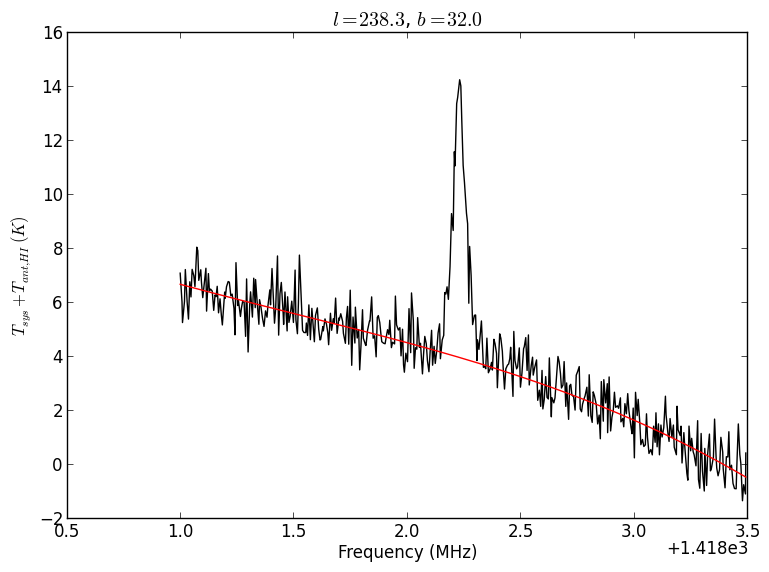 l = 238.3, b = 32.0
16
14
12
10
8
6
4
2
0
−2
T_sys + T_ant,HI (K)
0.5 1.0 1.5 2.0 2.5 3.0 3.5
Frequency (MHz)
+1.418e3